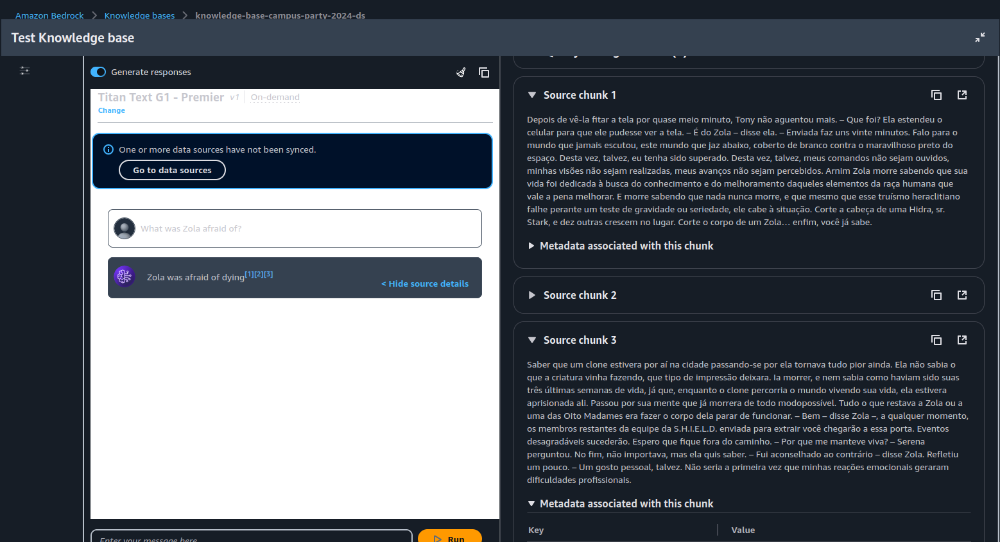 Amazon Bedrock > Knowledge bases > knowledge-base-campus-party-2024-ds
Test Knowledge base
Generate responses
Titan Text G1 - Premier v1 | On-demand
Change
One or more data sources have not been synced.
Go to data sources
What was Zola afraid of?
Zola was afraid of dying[1][2][3]
< Hide source details
Enter your message here
Run
Source chunk 1
Depois de vê-la fitar a tela por quase meio minuto, Tony não aguentou mais. – Que foi? Ela estendeu o
celular para que ele pudesse ver a tela. – É do Zola – disse ela. – Enviada faz uns vinte minutos. Falo para o
mundo que jamais escutou, este mundo que jaz abaixo, coberto de branco contra o maravilhoso preto do
espaço. Desta vez, talvez, eu tenha sido superado. Desta vez, talvez, meus comandos não sejam ouvidos,
minhas visões não sejam realizadas, meus avanços não sejam percebidos. Arnim Zola morre sabendo que sua
vida foi dedicada à busca do conhecimento e do melhoramento daqueles elementos da raça humana que
vale a pena melhorar. E morre sabendo que nada nunca morre, e que mesmo que esse truísmo heraclitiano
falhe perante um teste de gravidade ou seriedade, ele cabe à situação. Corte a cabeça de uma Hidra, sr.
Stark, e dez outras crescem no lugar. Corte o corpo de um Zola… enfim, você já sabe.
Metadata associated with this chunk
Source chunk 2
Source chunk 3
Saber que um clone estivera por aí na cidade passando-se por ela tornava tudo pior ainda. Ela não sabia o
que a criatura vinha fazendo, que tipo de impressão deixara. Ia morrer, e nem sabia como haviam sido suas
três últimas semanas de vida, já que, enquanto o clone percorria o mundo vivendo sua vida, ela estivera
aprisionada ali. Passou por sua mente que já morrera de todo modopossível. Tudo o que restava a Zola ou a
uma das Oito Madames era fazer o corpo dela parar de funcionar. – Bem – disse Zola –, a qualquer momento,
os membros restantes da equipe da S.H.I.E.L.D. enviada para extrair você chegarão a essa porta. Eventos
desagradáveis sucederão. Espero que fique fora do caminho. – Por que me manteve viva? – Serena
perguntou. No fim, não importava, mas ela quis saber. – Fui aconselhado ao contrário – disse Zola. Refletiu
um pouco. – Um gosto pessoal, talvez. Não seria a primeira vez que minhas reações emocionais geraram
dificuldades profissionais.
Metadata associated with this chunk
Key | Value